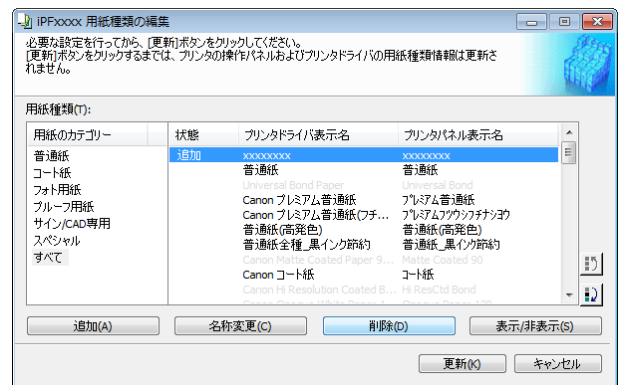 iPFxxxx 用紙種類の編集
必要な設定を行ってから、[更新]ボタンをクリックしてください。
[更新]ボタンをクリックするまでは、プリンタの操作パネルおよびプリンタドライバの用紙種類情報は更新さ
れません。
用紙種類(T):
用紙のカテゴリー 状態 プリンタドライバ表示名 プリンタパネル表示名
普通紙
コート紙
フォト用紙
プルーフ用紙
サイン/CAD専用
スペシャル
すべて
追加 xxxxxxxx xxxxxxxx
普通紙 普通紙
Universal Bond Paper Universal Bond
Canon プレミアム普通紙 プレミアム普通紙
Canon プレミアム普通紙(フチ... プレミアムフツウシフチナシヨウ
普通紙(高発色) 普通紙(高発色)
普通紙全種_黒インク節約 普通紙_黒インク節約
Canon Matte Coated Paper 9... Matte Coated 90
Canon コート紙 コート紙
Canon Hi Resolution Coated B... Hi ResCtd Bond
追加(A) 名称変更(C) 削除(D) 表示/非表示(S)
更新(K) キャンセル